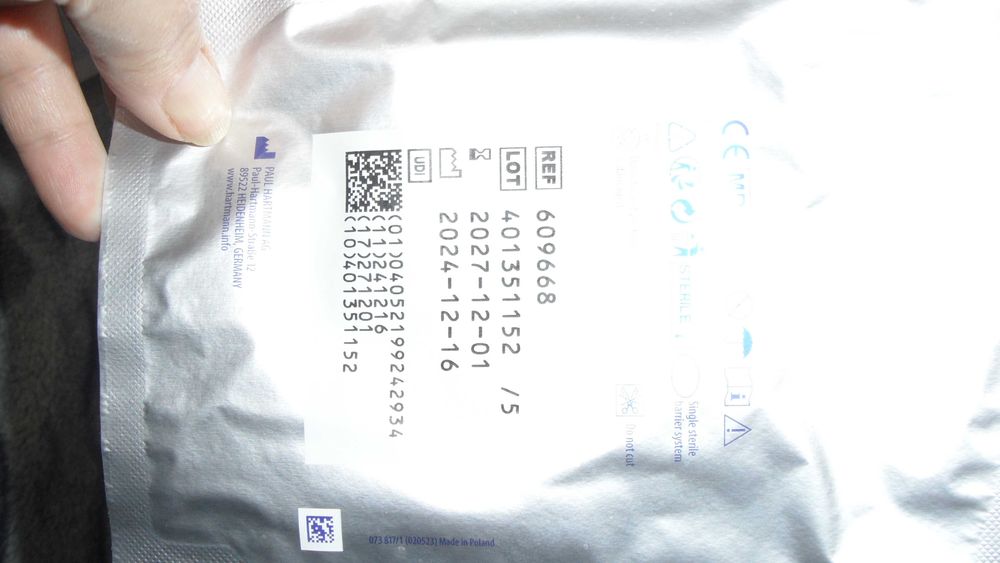 CE MD
STERILE
Single sterile
barrier system
Do not cut
REF 609668
LOT 401351152 /5
2027-12-01
2024-12-16
UDI
(01)04052199242934
(11)241216
(17)271201
(10)401351152
PAUL HARTMANN AG
Paul-Hartmann-Straße 12
89522 HEIDENHEIM, GERMANY
www.hartmann.info
073 817/1 (020523) Made in Poland